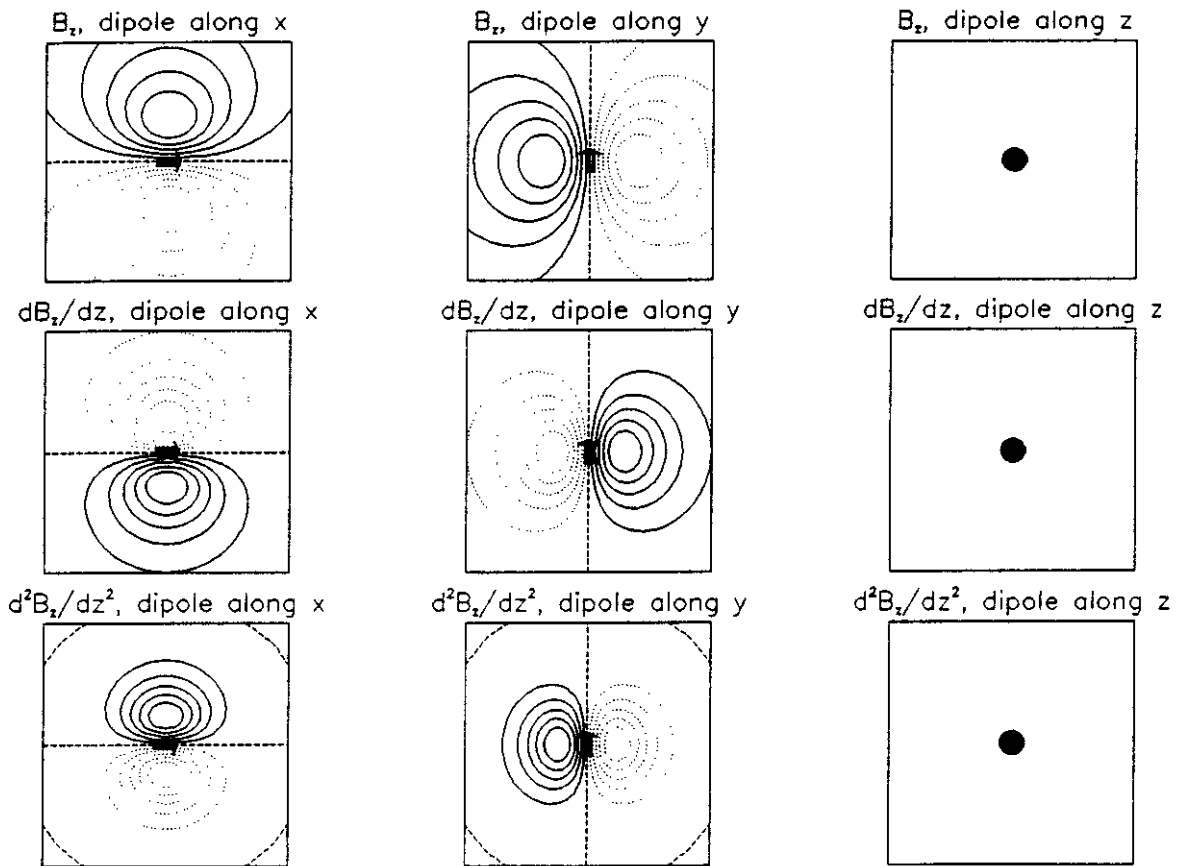 B_z, dipole along x
B_z, dipole along y
B_z, dipole along z
dB_z/dz, dipole along x
dB_z/dz, dipole along y
dB_z/dz, dipole along z
d²B_z/dz², dipole along x
d²B_z/dz², dipole along y
d²B_z/dz², dipole along z